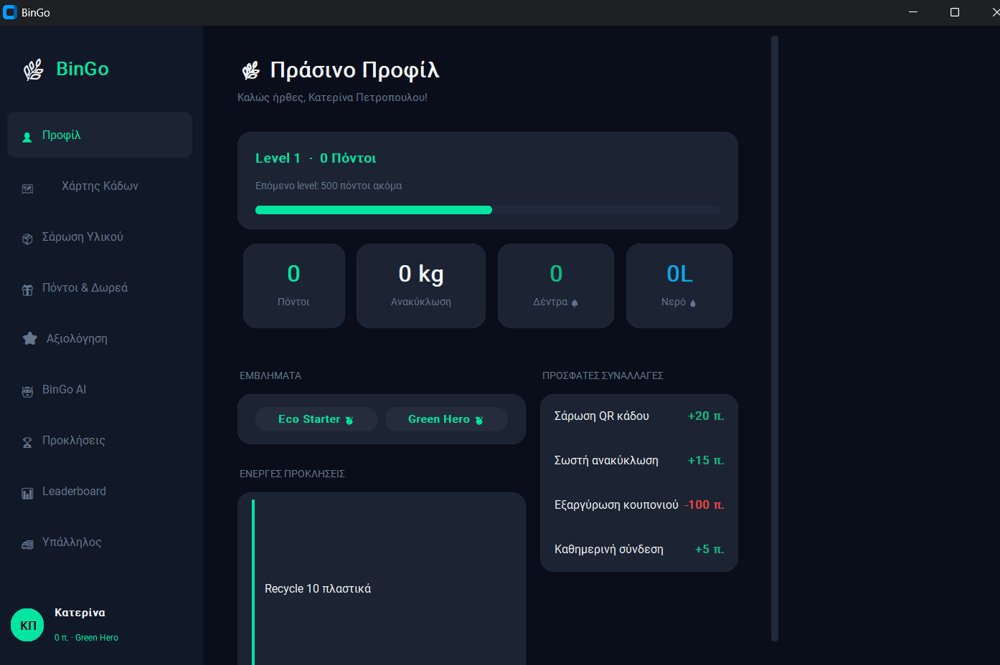 BinGo
BinGo
Προφίλ
Χάρτης Κάδων
Σάρωση Υλικού
Πόντοι & Δωρεά
Αξιολόγηση
BinGo AI
Προκλήσεις
Leaderboard
Υπάλληλος
ΚΠ
Κατερίνα
0 π. · Green Hero
Πράσινο Προφίλ
Καλώς ήρθες, Κατερίνα Πετροπουλου!
Level 1 · 0 Πόντοι
Επόμενο level: 500 πόντοι ακόμα
0
Πόντοι
0 kg
Ανακύκλωση
0
Δέντρα
0L
Νερό
ΕΜΒΛΗΜΑΤΑ
Eco Starter
Green Hero
ΕΝΕΡΓΕΣ ΠΡΟΚΛΗΣΕΙΣ
Recycle 10 πλαστικά
ΠΡΟΣΦΑΤΕΣ ΣΥΝΑΛΛΑΓΕΣ
Σάρωση QR κάδου +20 π.
Σωστή ανακύκλωση +15 π.
Εξαργύρωση κουπονιού -100 π.
Καθημερινή σύνδεση +5 π.